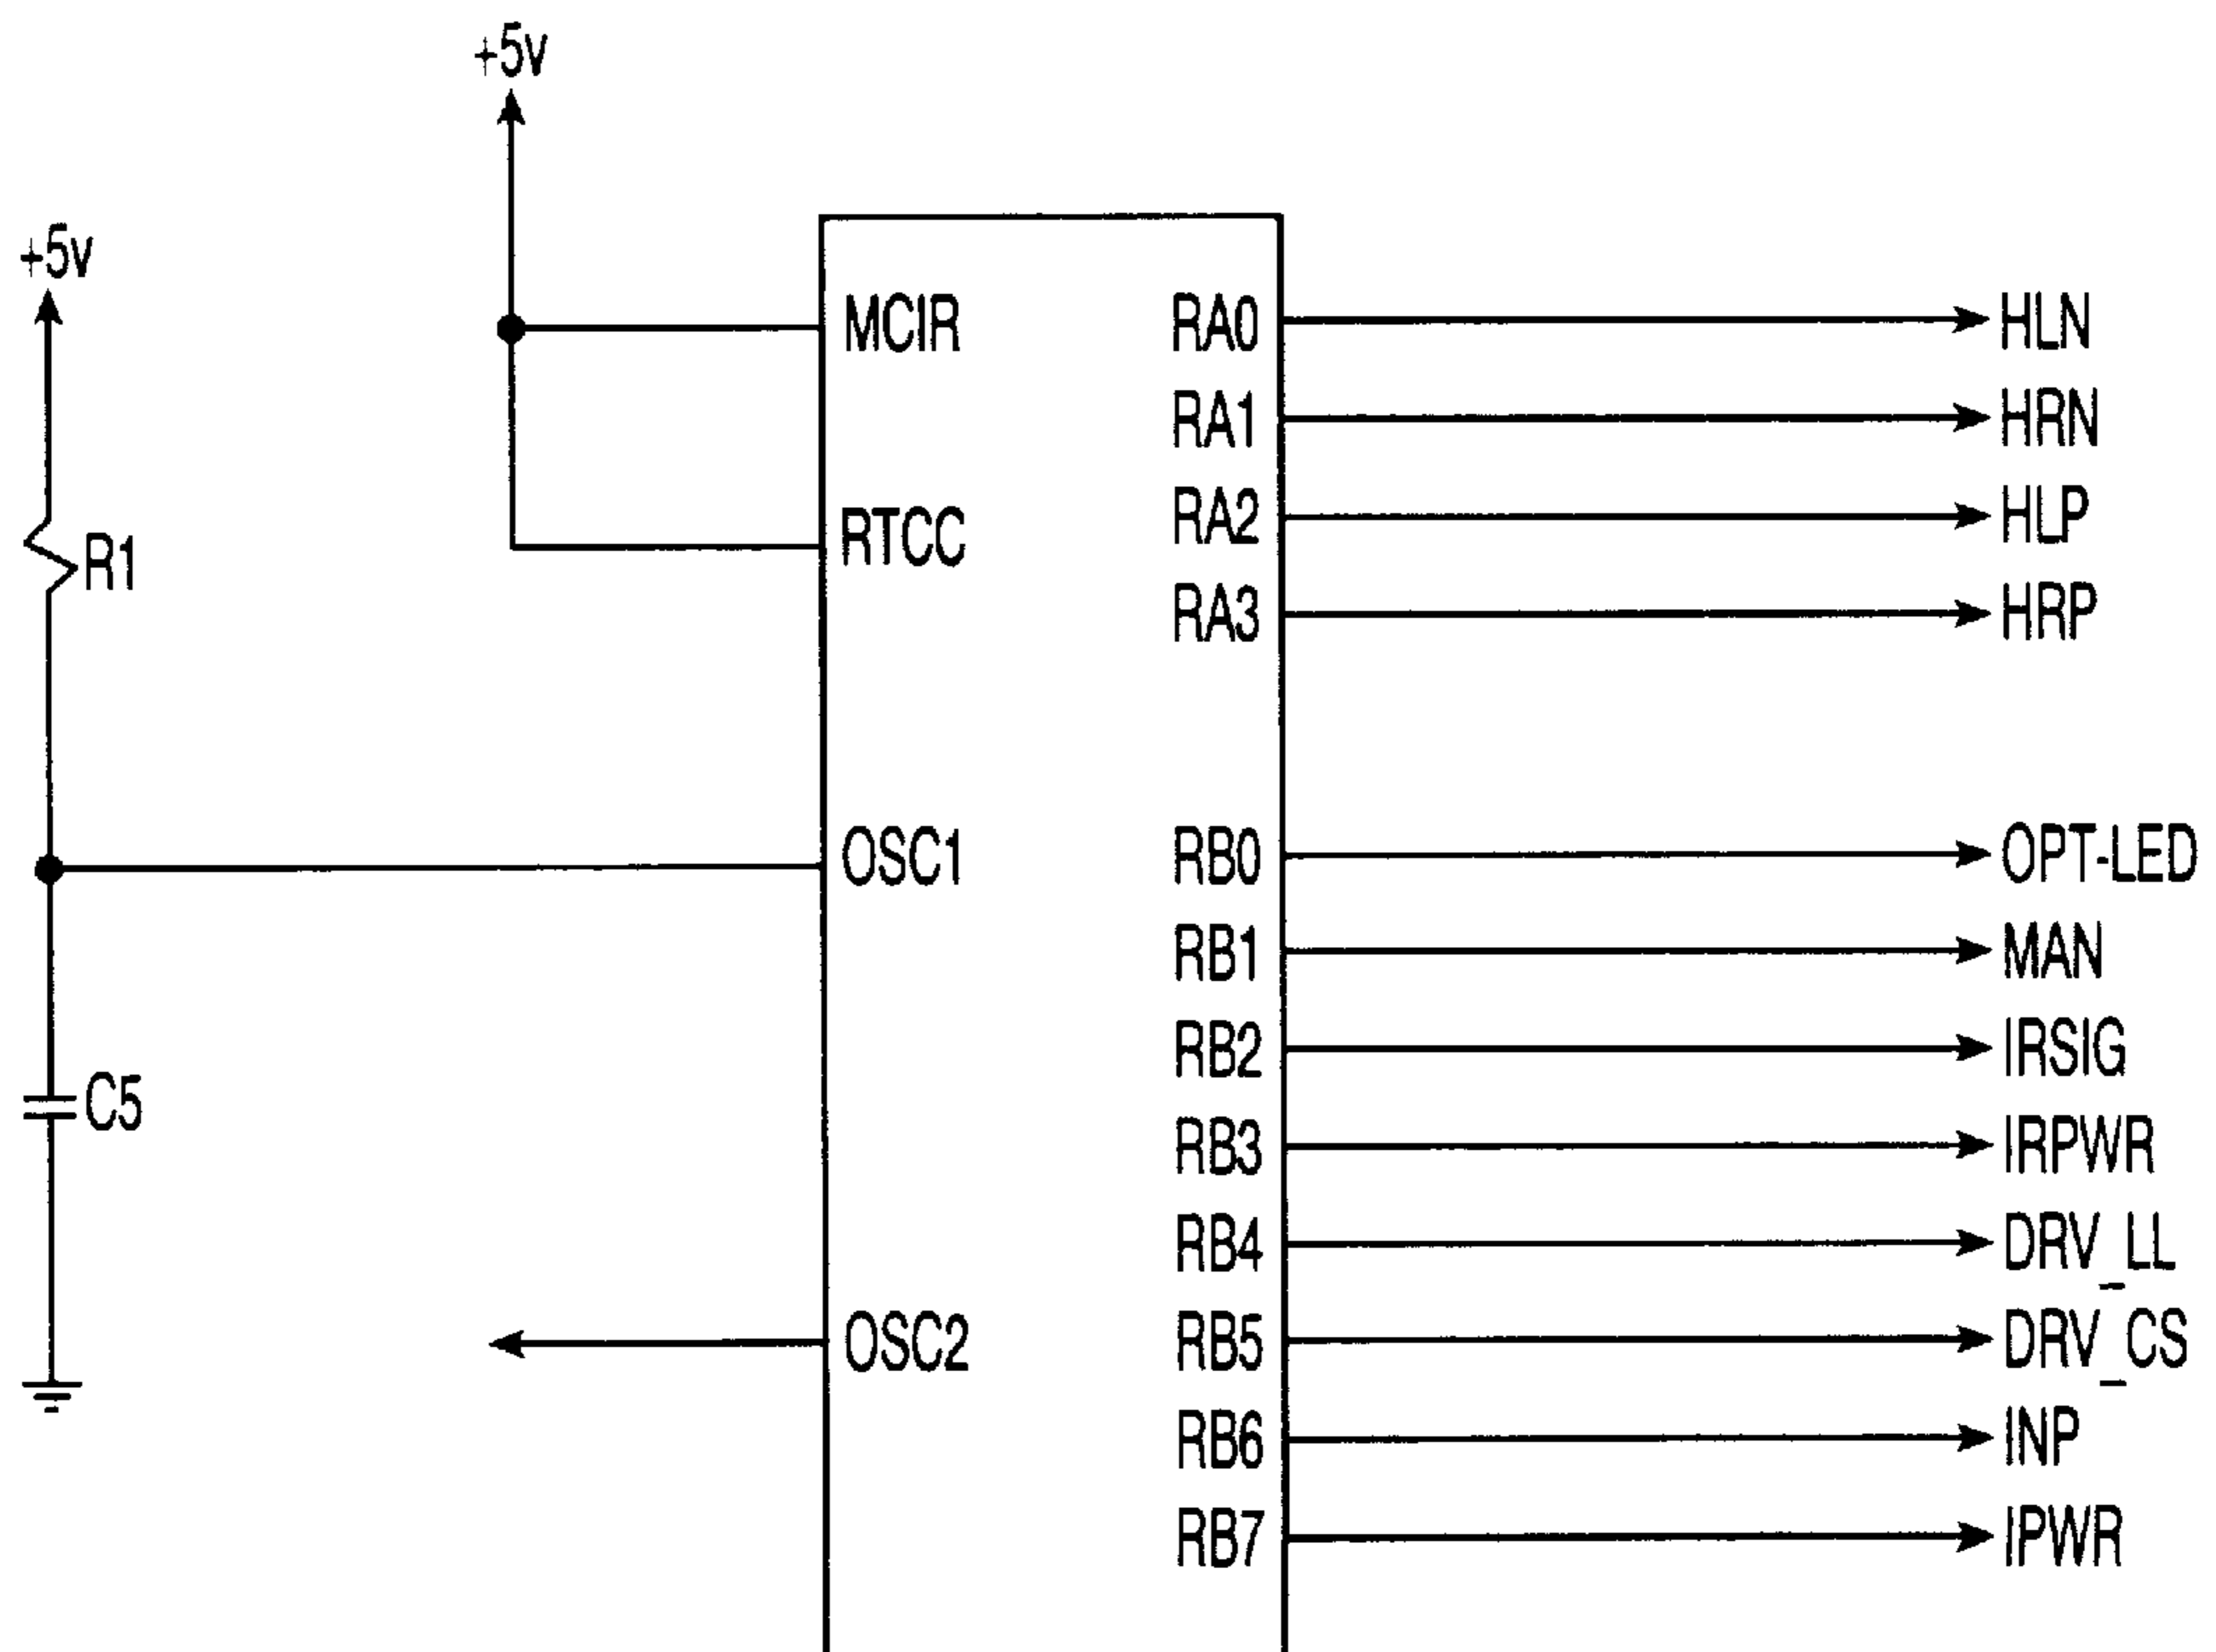 +5v
+5v
MCIR
RTCC
R1
OSC1
C5
OSC2
RA0 HLN
RA1 HRN
RA2 HLP
RA3 HRP
RB0 OPT-LED
RB1 MAN
RB2 IRSIG
RB3 IRPWR
RB4 DRV_LL
RB5 DRV_CS
RB6 INP
RB7 IPWR